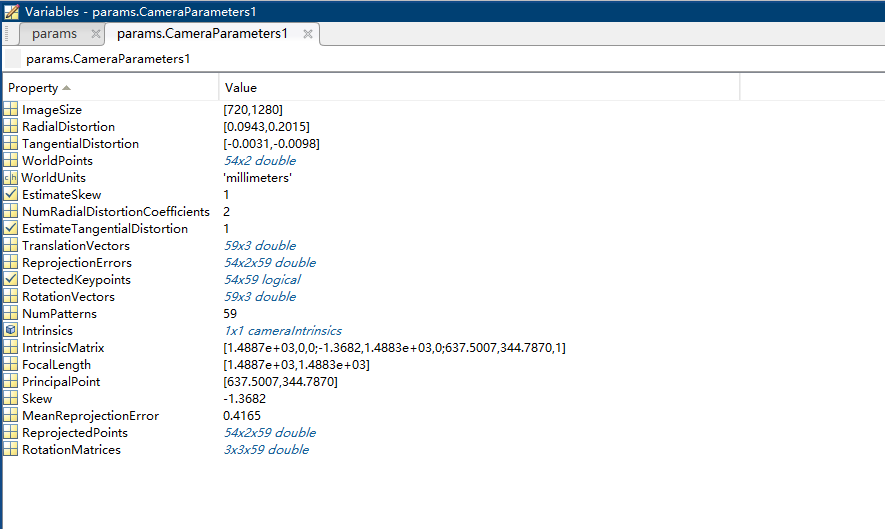 Variables - params.CameraParameters1
params params.CameraParameters1
params.CameraParameters1
Property Value
ImageSize [720,1280]
RadialDistortion [0.0943,0.2015]
TangentialDistortion [-0.0031,-0.0098]
WorldPoints 54x2 double
WorldUnits 'millimeters'
EstimateSkew 1
NumRadialDistortionCoefficients 2
EstimateTangentialDistortion 1
TranslationVectors 59x3 double
ReprojectionErrors 54x2x59 double
DetectedKeypoints 54x59 logical
RotationVectors 59x3 double
NumPatterns 59
Intrinsics 1x1 cameraIntrinsics
IntrinsicMatrix [1.4887e+03,0,0;-1.3682,1.4883e+03,0;637.5007,344.7870,1]
FocalLength [1.4887e+03,1.4883e+03]
PrincipalPoint [637.5007,344.7870]
Skew -1.3682
MeanReprojectionError 0.4165
ReprojectedPoints 54x2x59 double
RotationMatrices 3x3x59 double